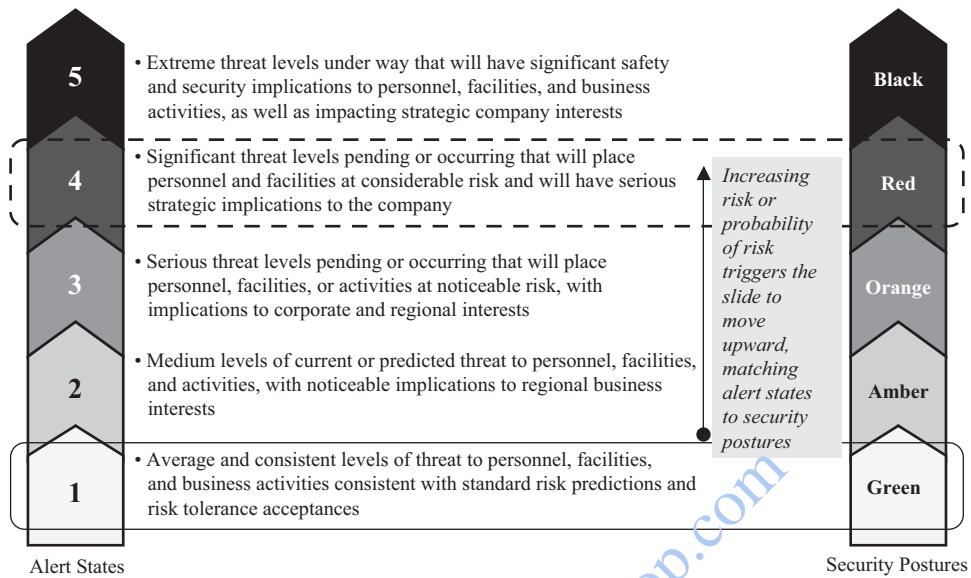 5
• Extreme threat levels under way that will have significant safety
and security implications to personnel, facilities, and business
activities, as well as impacting strategic company interests
Black
4
• Significant threat levels pending or occurring that will place
personnel and facilities at considerable risk and will have serious
strategic implications to the company
Red
3
• Serious threat levels pending or occurring that will place
personnel, facilities, or activities at noticeable risk, with
implications to corporate and regional interests
Orange
2
• Medium levels of current or predicted threat to personnel, facilities,
and activities, with noticeable implications to regional business
interests
Amber
1
• Average and consistent levels of threat to personnel, facilities,
and business activities consistent with standard risk predictions and
risk tolerance acceptances
Green
Increasing
risk or
probability
of risk
triggers the
slide to
move
upward,
matching
alert states
to security
postures
Alert States
Security Postures